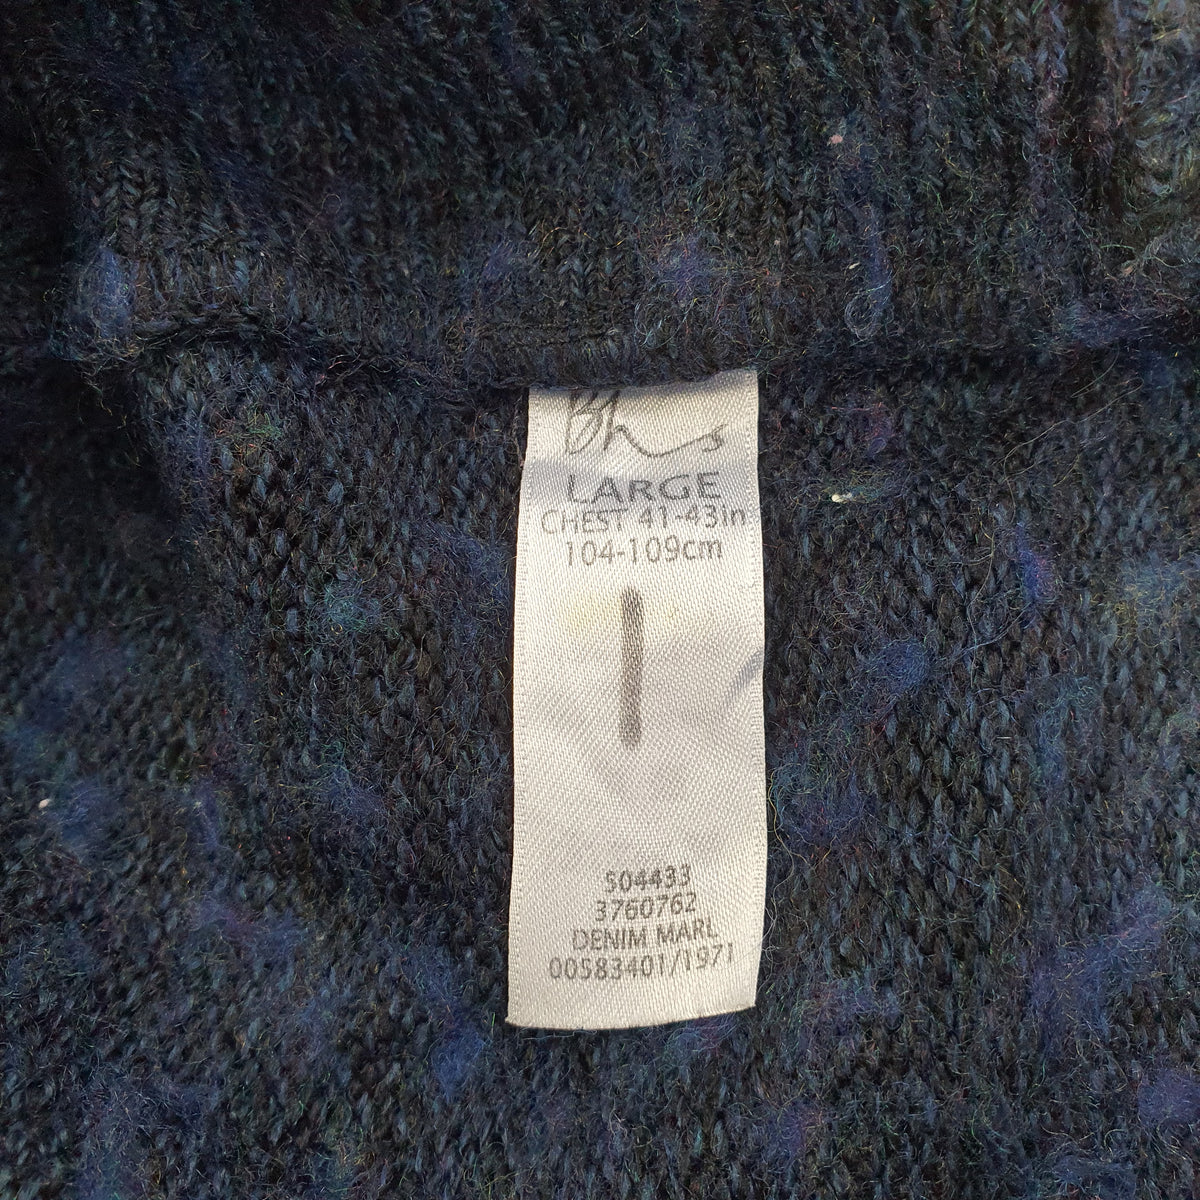 Bhs
LARGE
CHEST 41-43in
104-109cm
S04433
3760762
DENIM MARL
00583401/1971